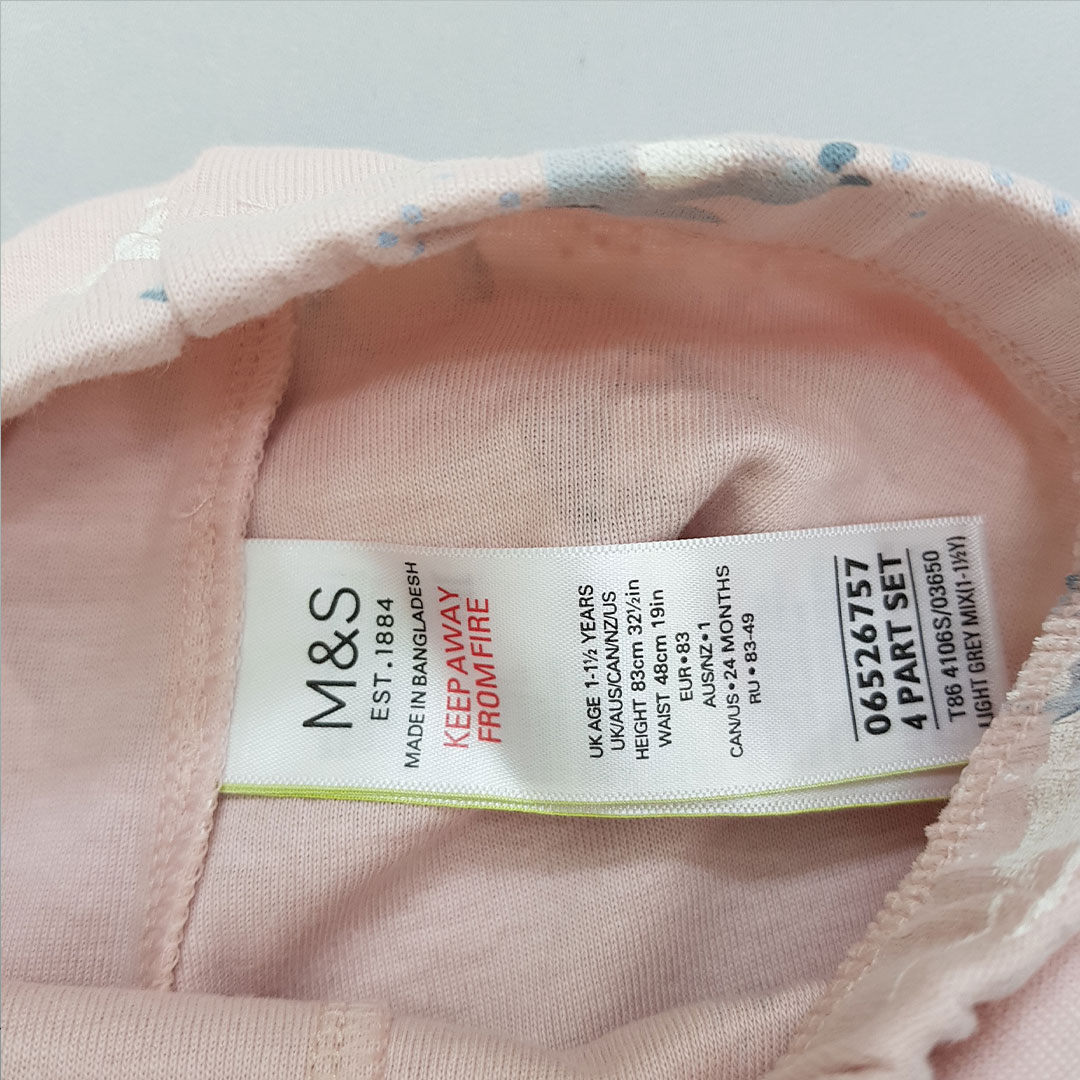 M&S
EST.1884
MADE IN BANGLADESH
KEEP AWAY
FROM FIRE
UK AGE 1-1½ YEARS
UK/AUS/CAN/NZ/US
HEIGHT 83cm 32½in
WAIST 48cm 19in
EUR•83
AUS/NZ•1
CAN/US•24 MONTHS
RU•83-49
06526757
4 PART SET
T86 4106S/03650
LIGHT GREY MIX(1-1½Y)